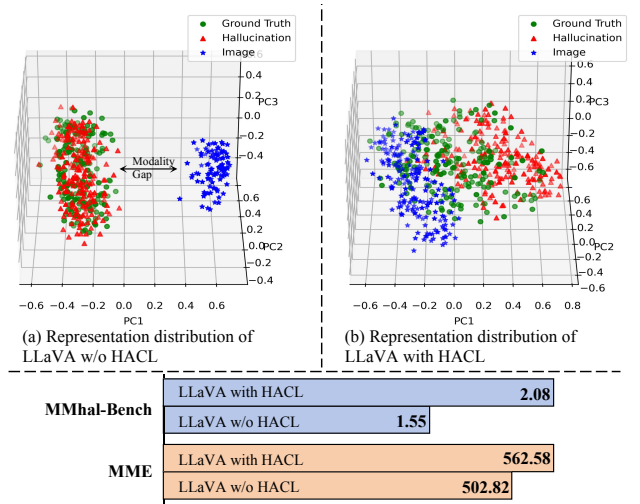 Ground Truth
Hallucination
Image
0.4
0.2
0.0
PC3
−0.2
−0.4
Modality
Gap
0.6
0.4
0.2
0.0
PC2
−0.2
−0.4
−0.6 −0.4 −0.2 0.0 0.2 0.4 0.6
PC1
(a) Representation distribution of
LLaVA w/o HACL
Ground Truth
Hallucination
Image
0.6
0.4
0.2
PC3
0.0
−0.2
−0.4
−0.6
0.6
0.4
0.2
0.0
PC2
−0.2
−0.4
−0.6
−0.6 −0.4 −0.2 0.0 0.2 0.4 0.6 0.8
PC1
(b) Representation distribution of
LLaVA with HACL
MMhal-Bench
LLaVA with HACL 2.08
LLaVA w/o HACL 1.55
MME
LLaVA with HACL 562.58
LLaVA w/o HACL 502.82